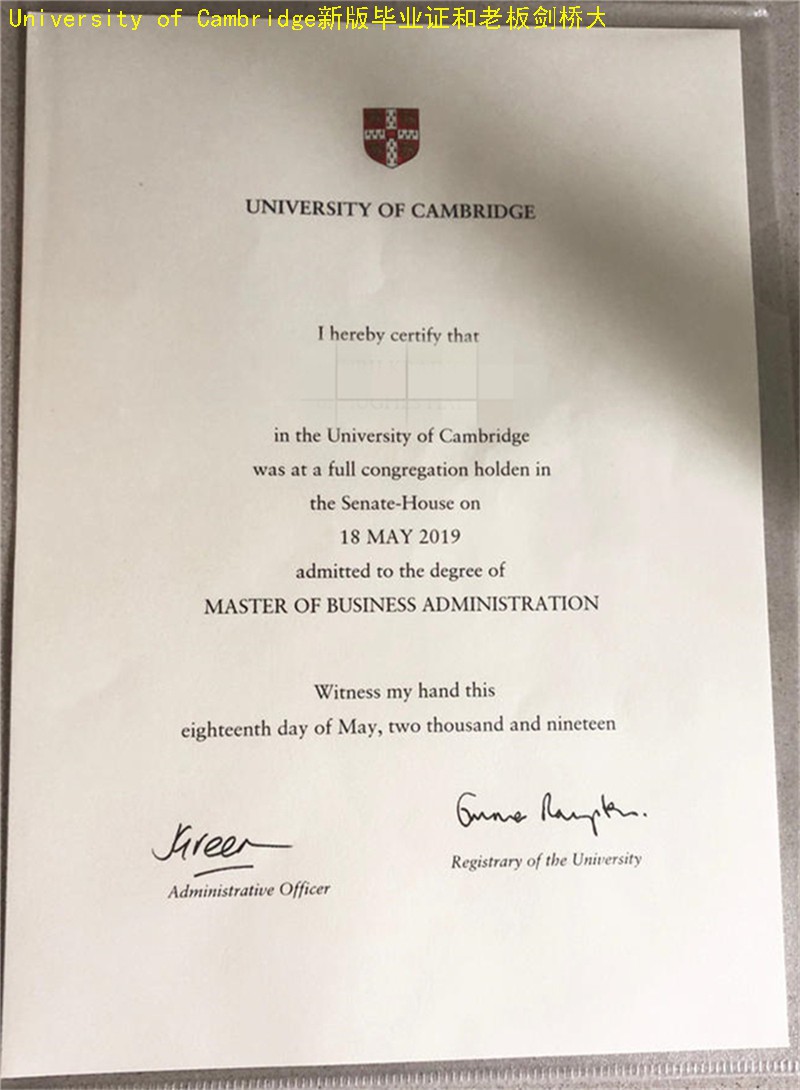 University of Cambridge新版毕业证和老板剑桥大
UNIVERSITY OF CAMBRIDGE
I hereby certify that
in the University of Cambridge
was at a full congregation holden in
the Senate-House on
18 MAY 2019
admitted to the degree of
MASTER OF BUSINESS ADMINISTRATION
Witness my hand this
eighteenth day of May, two thousand and nineteen
Administrative Officer
Registrary of the University